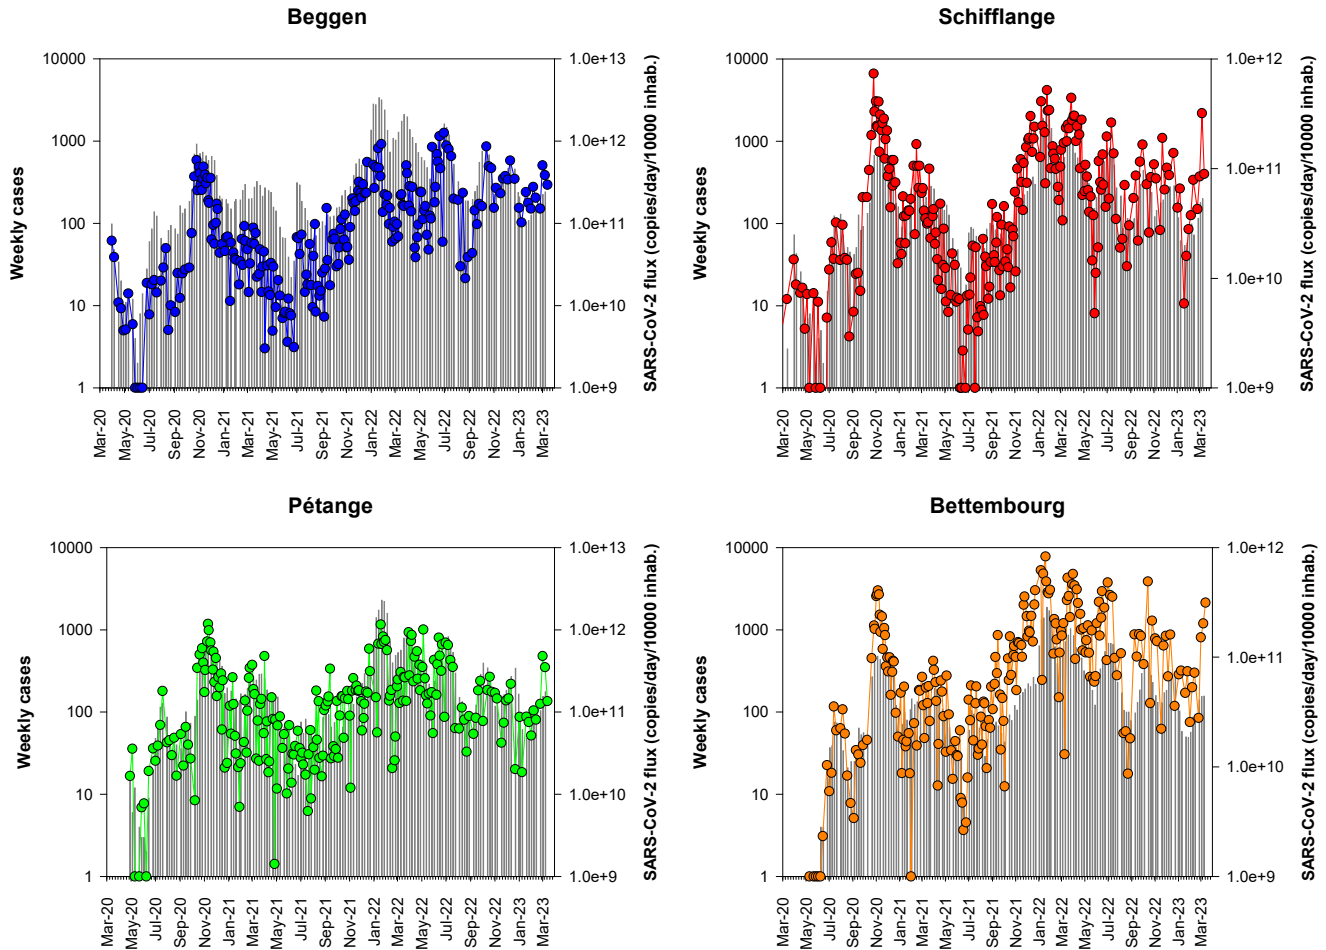 Beggen
10000
1000
100
10
1
Weekly cases
1.0e+13
1.0e+12
1.0e+11
1.0e+10
1.0e+9
SARS-CoV-2 flux (copies/day/10000 inhab.)
Mar-20
May-20
Jul-20
Sep-20
Nov-20
Jan-21
Mar-21
May-21
Jul-21
Sep-21
Nov-21
Jan-22
Mar-22
May-22
Jul-22
Sep-22
Nov-22
Jan-23
Mar-23
Schifflange
10000
1000
100
10
1
Weekly cases
1.0e+12
1.0e+11
1.0e+10
1.0e+9
SARS-CoV-2 flux (copies/day/10000 inhab.)
Mar-20
May-20
Jul-20
Sep-20
Nov-20
Jan-21
Mar-21
May-21
Jul-21
Sep-21
Nov-21
Jan-22
Mar-22
May-22
Jul-22
Sep-22
Nov-22
Jan-23
Mar-23
Pétange
10000
1000
100
10
1
Weekly cases
1.0e+13
1.0e+12
1.0e+11
1.0e+10
1.0e+9
SARS-CoV-2 flux (copies/day/10000 inhab.)
Mar-20
May-20
Jul-20
Sep-20
Nov-20
Jan-21
Mar-21
May-21
Jul-21
Sep-21
Nov-21
Jan-22
Mar-22
May-22
Jul-22
Sep-22
Nov-22
Jan-23
Mar-23
Bettembourg
10000
1000
100
10
1
Weekly cases
1.0e+12
1.0e+11
1.0e+10
1.0e+9
SARS-CoV-2 flux (copies/day/10000 inhab.)
Mar-20
May-20
Jul-20
Sep-20
Nov-20
Jan-21
Mar-21
May-21
Jul-21
Sep-21
Nov-21
Jan-22
Mar-22
May-22
Jul-22
Sep-22
Nov-22
Jan-23
Mar-23